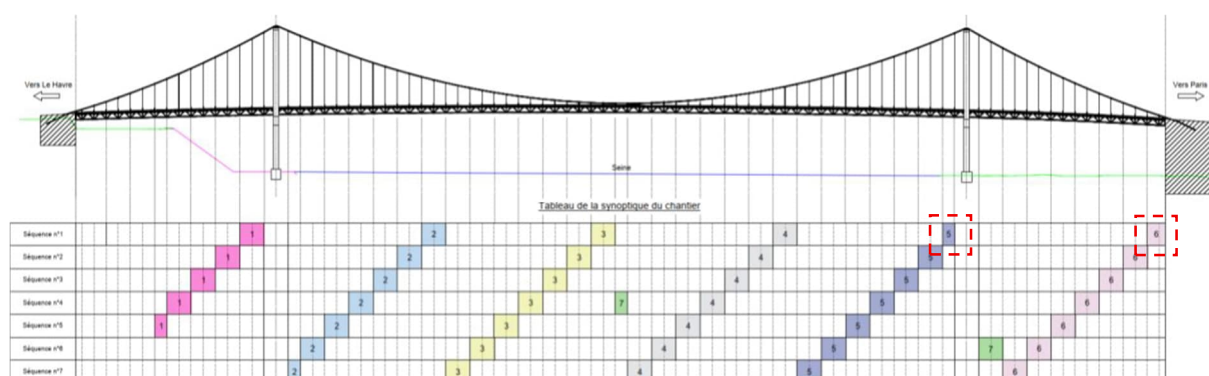 Vers Le Havre
Vers Paris
Seine
Tableau de la synoptique du chantier
Séquence n°1 1 2 3 4 5 6
Séquence n°2 1 2 3 4 5 6
Séquence n°3 1 2 3 4 5 6
Séquence n°4 1 2 3 7 4 5 6
Séquence n°5 1 2 3 4 5 6
Séquence n°6 2 3 4 5 7 6
Séquence n°7 2 3 4 5 6